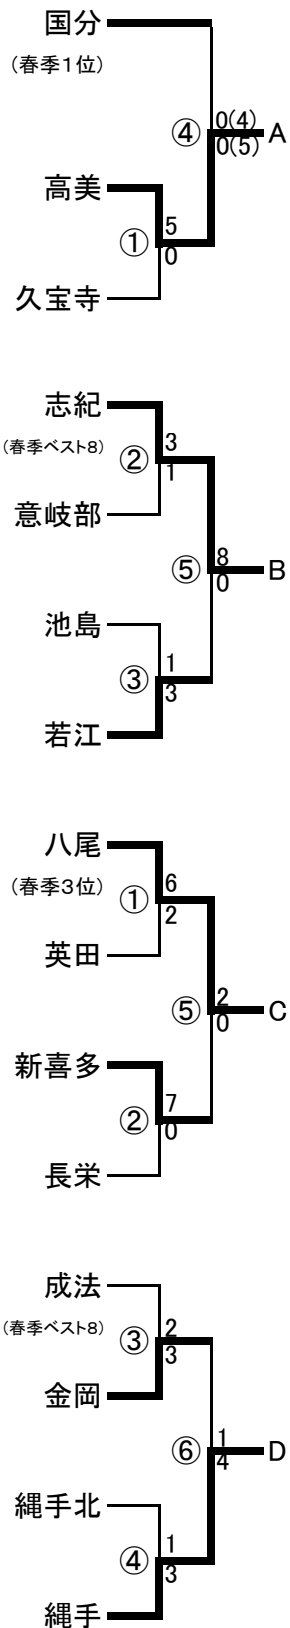 国分
(春季1位)
④
0(4)
0(5)
A
高美
①
5
0
久宝寺
志紀
(春季ベスト8)
②
3
1
意岐部
⑤
8
0
B
池島
③
1
3
若江
八尾
(春季3位)
①
6
2
英田
⑤
2
0
C
新喜多
②
7
0
長栄
成法
(春季ベスト8)
③
2
3
金岡
⑥
1
4
D
縄手北
④
1
3
縄手